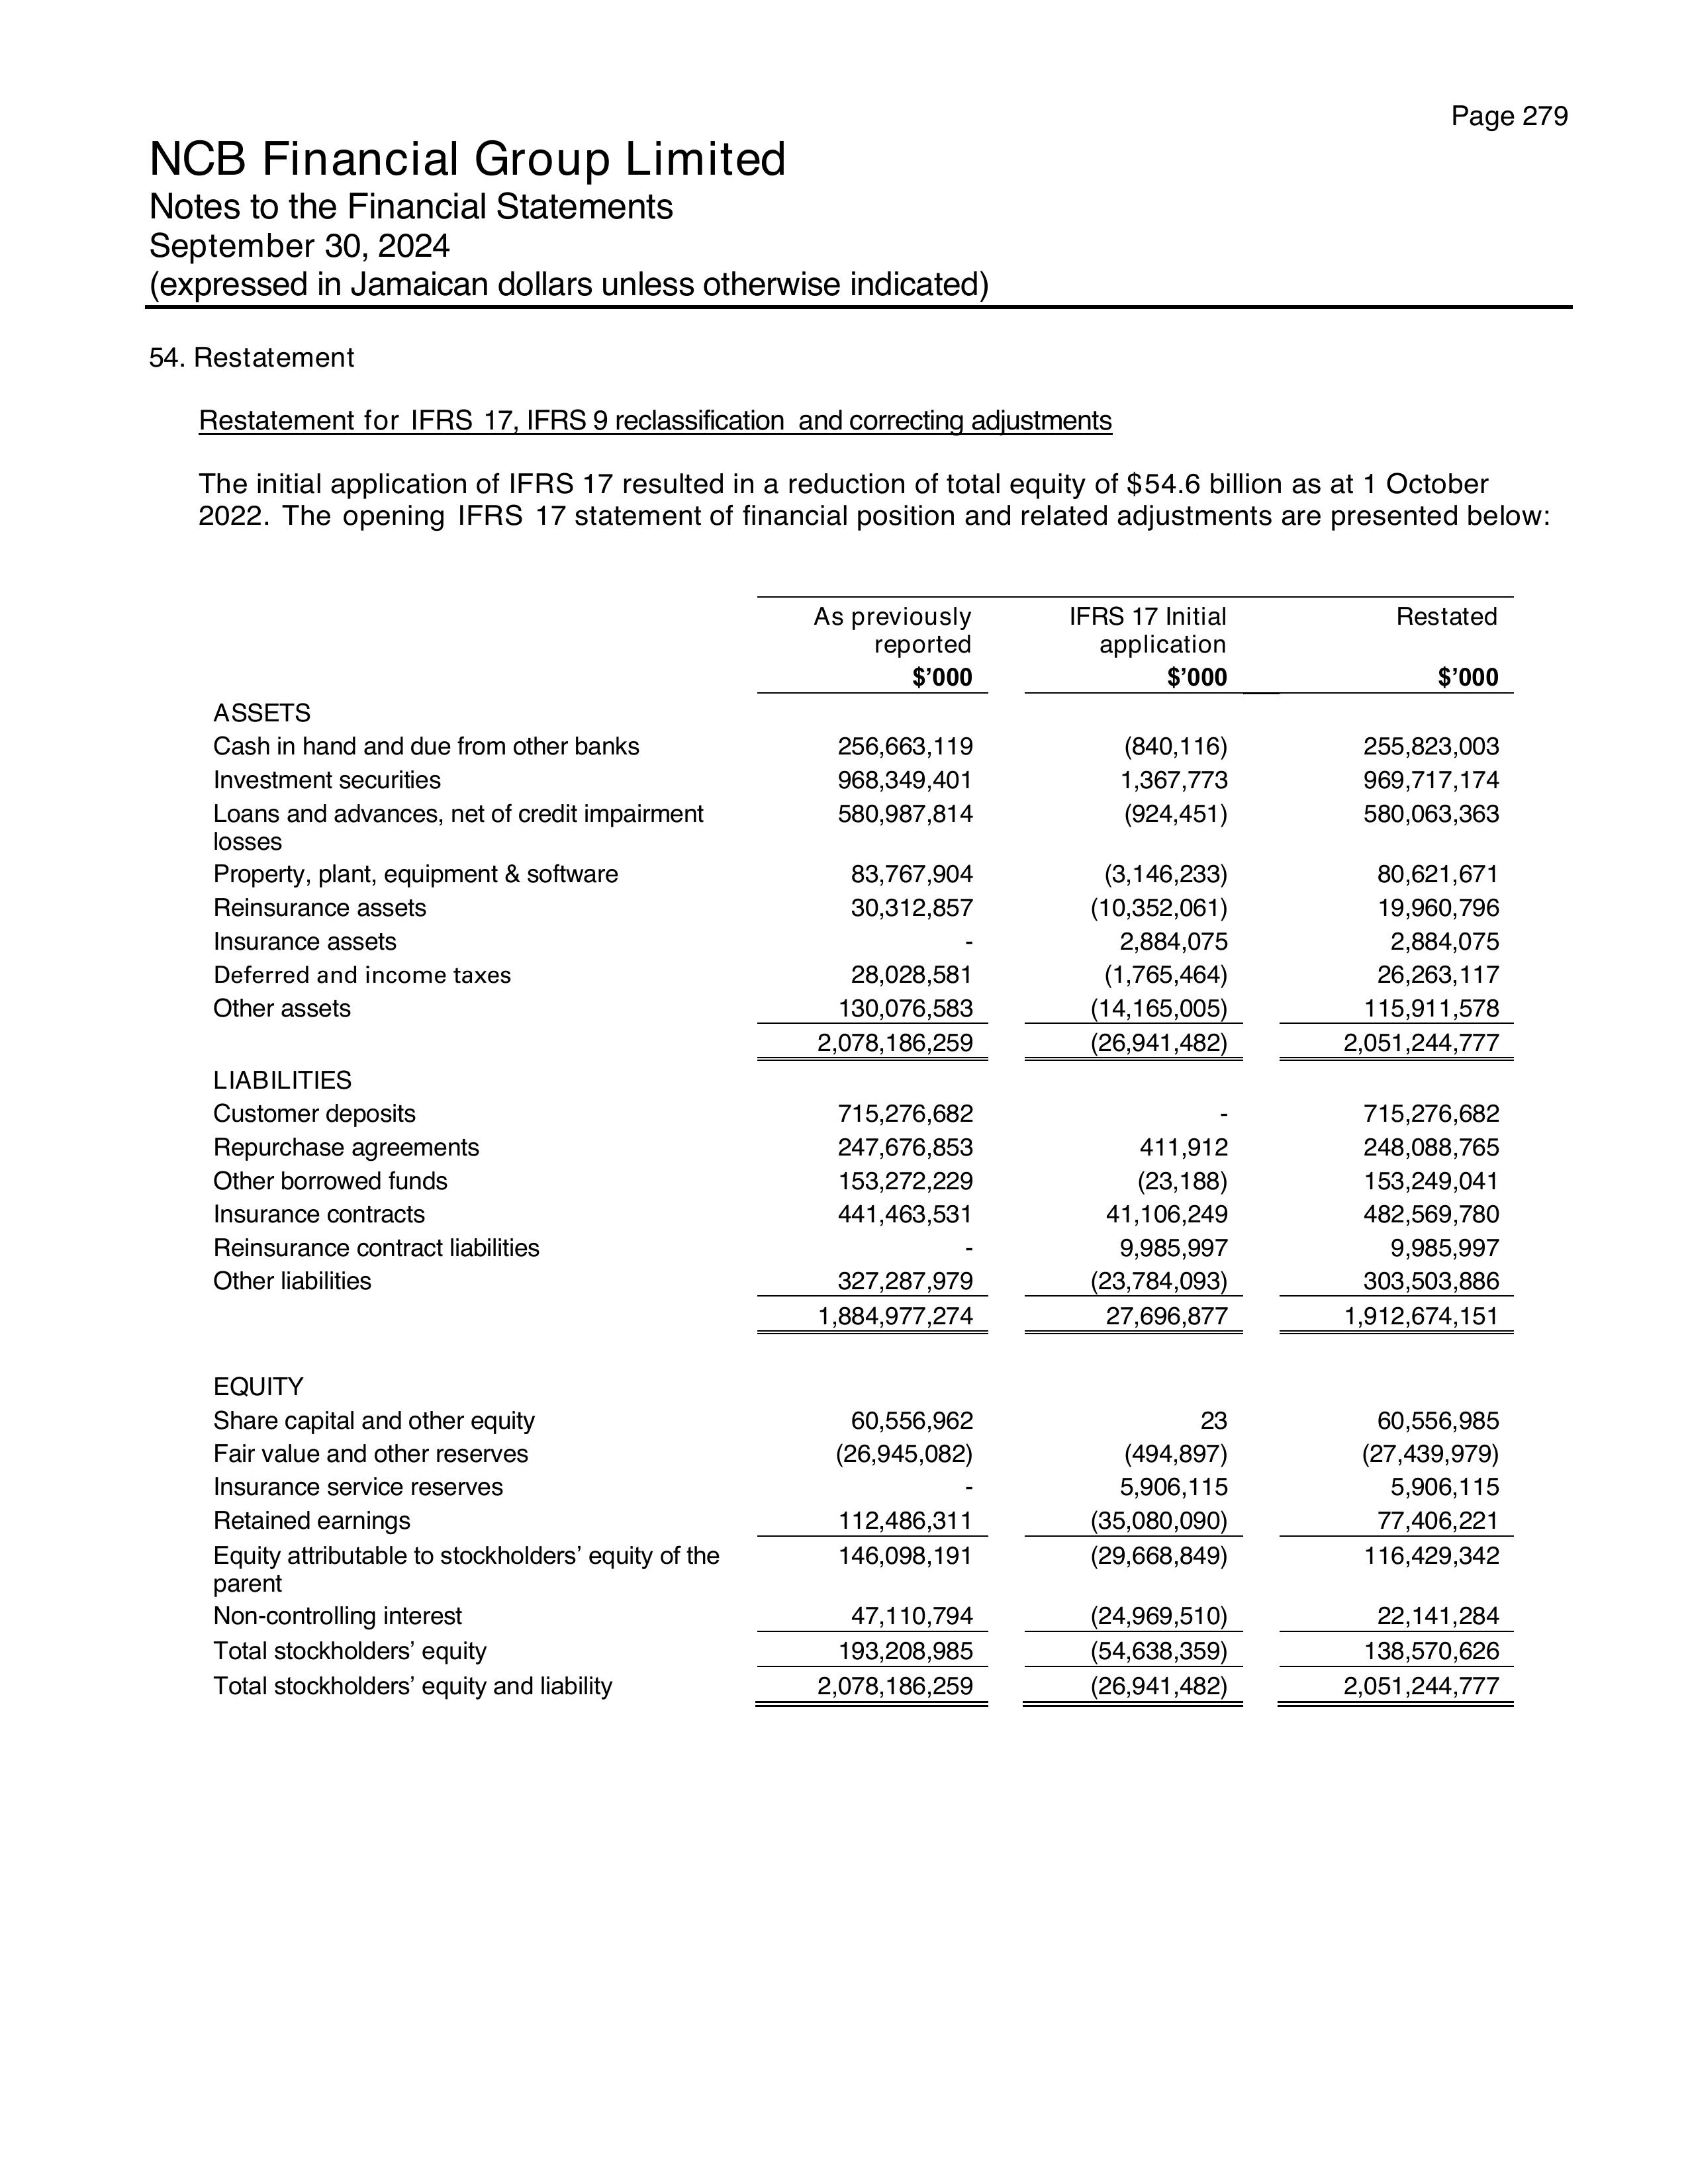 Page 279
NCB Financial Group Limited
Notes to the Financial Statements
September 30, 2024
(expressed in Jamaican dollars unless otherwise indicated)
54. Restatement
Restatement for IFRS 17, IFRS 9 reclassification and correcting adjustments
The initial application of IFRS 17 resulted in a reduction of total equity of $54.6 billion as at 1 October
2022. The opening IFRS 17 statement of financial position and related adjustments are presented below:
As previously IFRS 17 Initial Restated
reported application
$’000 $’000 $’000
ASSETS
Cash in hand and due from other banks 256,663,119 (840,116) 255,823,003
Investment securities 968,349,401 1,367,773 969,717,174
Loans and advances, net of credit impairment 580,987,814 (924,451) 580,063,363
losses
Property, plant, equipment & software 83,767,904 (3,146,233) 80,621,671
Reinsurance assets 30,312,857 (10,352,061) 19,960,796
Insurance assets - 2,884,075 2,884,075
Deferred and income taxes 28,028,581 (1,765,464) 26,263,117
Other assets 130,076,583 (14,165,005) 115,911,578
2,078,186,259 (26,941,482) 2,051,244,777
LIABILITIES
Customer deposits 715,276,682 - 715,276,682
Repurchase agreements 247,676,853 411,912 248,088,765
Other borrowed funds 153,272,229 (23,188) 153,249,041
Insurance contracts 441,463,531 41,106,249 482,569,780
Reinsurance contract liabilities - 9,985,997 9,985,997
Other liabilities 327,287,979 (23,784,093) 303,503,886
1,884,977,274 27,696,877 1,912,674,151
EQUITY
Share capital and other equity 60,556,962 23 60,556,985
Fair value and other reserves (26,945,082) (494,897) (27,439,979)
Insurance service reserves - 5,906,115 5,906,115
Retained earnings 112,486,311 (35,080,090) 77,406,221
Equity attributable to stockholders’ equity of the 146,098,191 (29,668,849) 116,429,342
parent
Non-controlling interest 47,110,794 (24,969,510) 22,141,284
Total stockholders’ equity 193,208,985 (54,638,359) 138,570,626
Total stockholders’ equity and liability 2,078,186,259 (26,941,482) 2,051,244,777